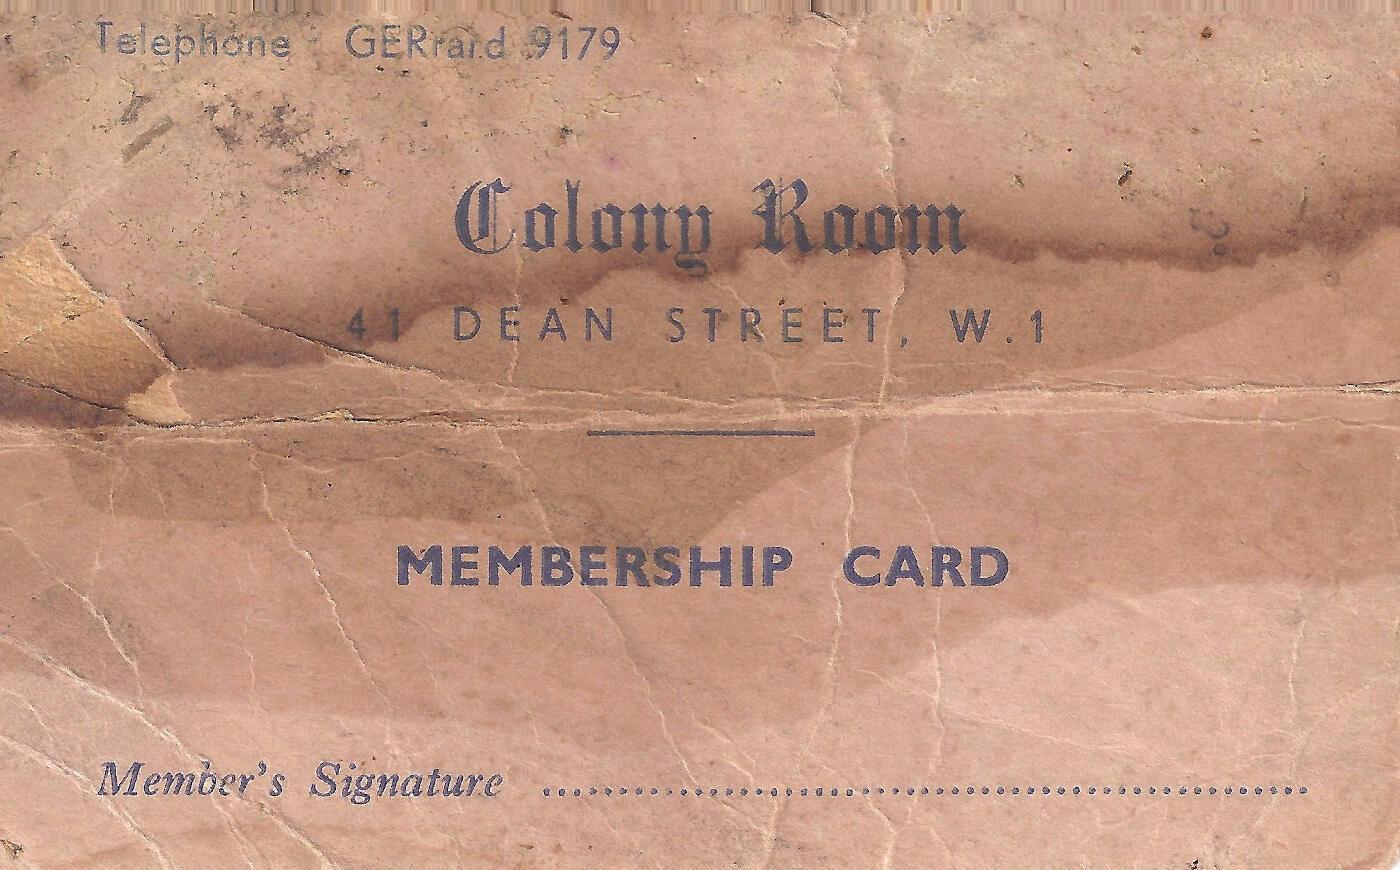 Telephone GERrard 9179
Colony Room
41 DEAN STREET, W.1
MEMBERSHIP CARD
Member's Signature ................................................................